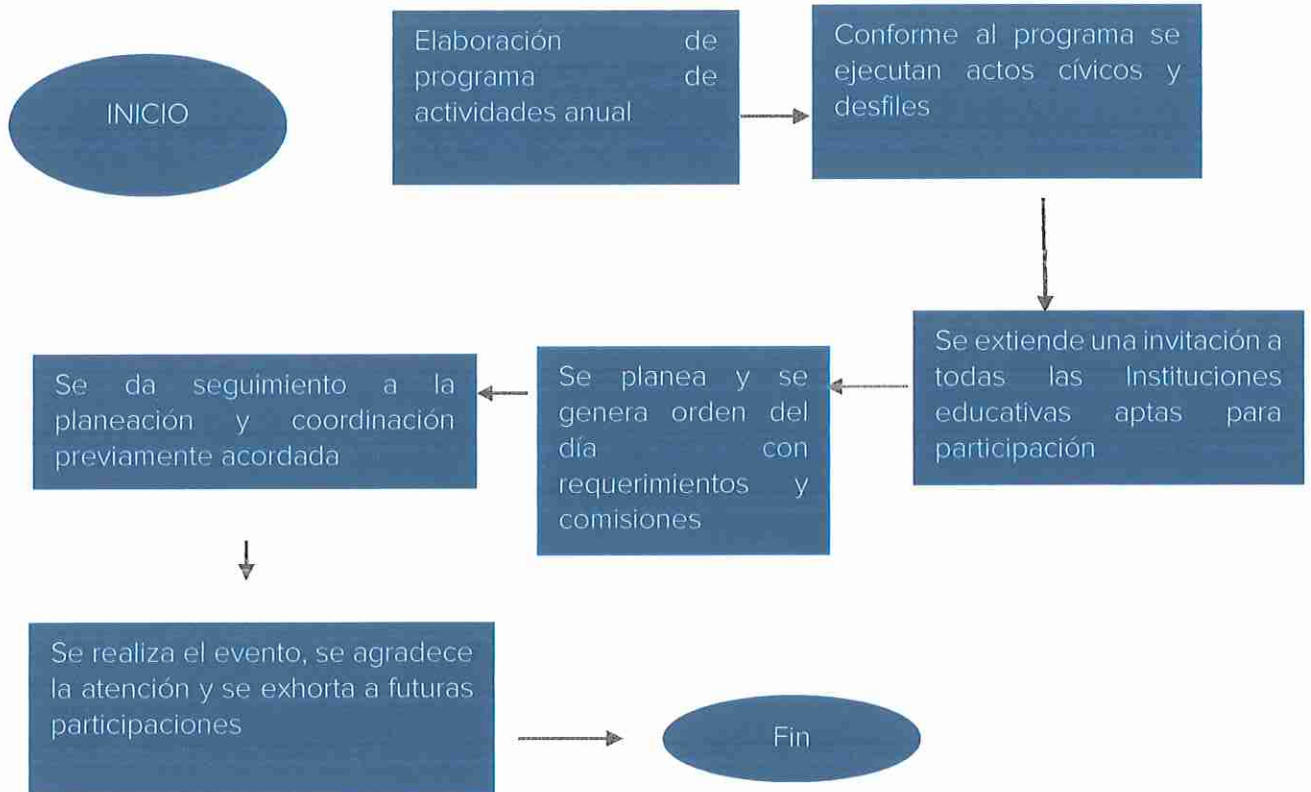 INICIO
Elaboración de
programa de
actividades anual
Conforme al programa se
ejecutan actos cívicos y
desfiles
Se extiende una invitación a
todas las Instituciones
educativas aptas para
participación
Se planea y se
genera orden del
día con
requerimientos y
comisiones
Se da seguimiento a la
planeación y coordinación
previamente acordada
Se realiza el evento, se agradece
la atención y se exhorta a futuras
participaciones
Fin